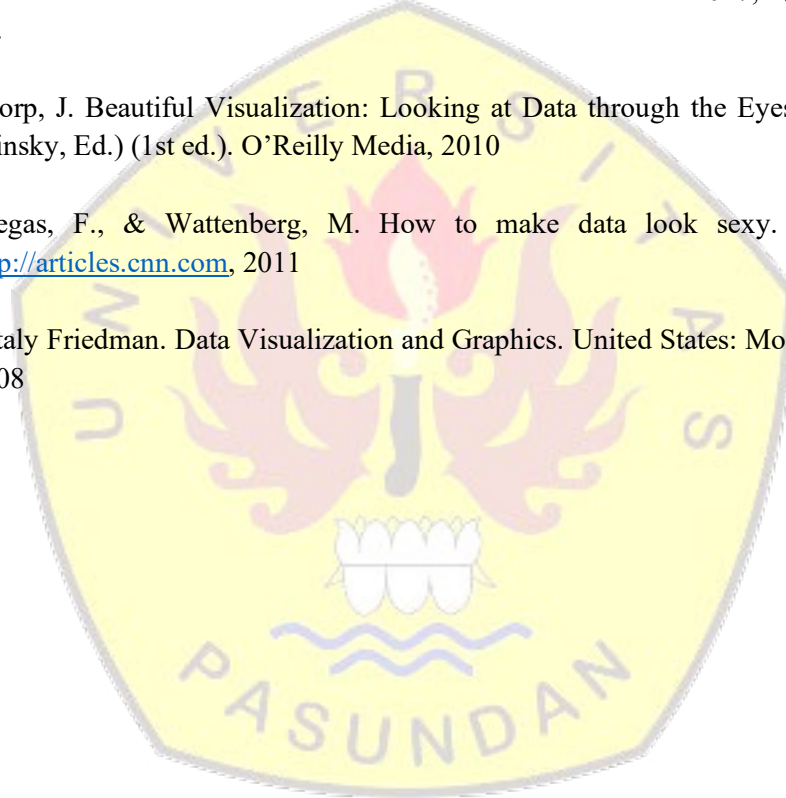 orp, J. Beautiful Visualization: Looking at Data through the Eyes
insky, Ed.) (1st ed.). O’Reilly Media, 2010
egas, F., & Wattenberg, M. How to make data look sexy.
p://articles.cnn.com, 2011
taly Friedman. Data Visualization and Graphics. United States: Mo
08
UNIVERSITAS
PASUNDAN